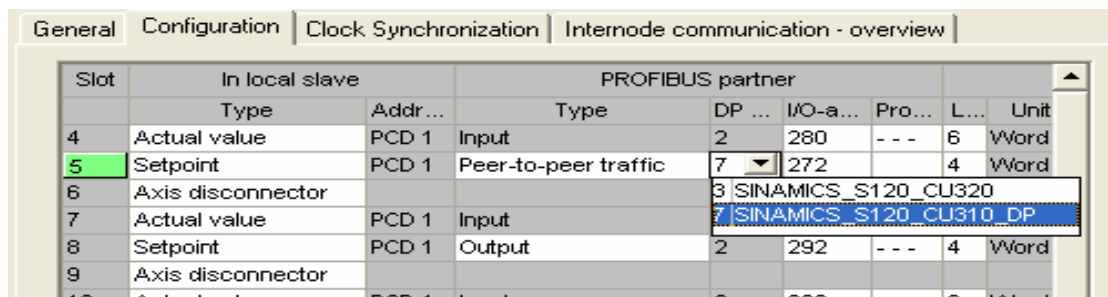 General Configuration Clock Synchronization Internode communication - overview
Slot In local slave PROFIBUS partner
Type Addr... Type DP ... I/O-a... Pro... L... Unit
4 Actual value PCD 1 Input 2 280 - - - 6 Word
5 Setpoint PCD 1 Peer-to-peer traffic 7 272 4 Word
6 Axis disconnector 3 SINAMICS_S120_CU320
7 Actual value PCD 1 Input 7 SINAMICS_S120_CU310_DP
8 Setpoint PCD 1 Output 2 292 - - - 4 Word
9 Axis disconnector